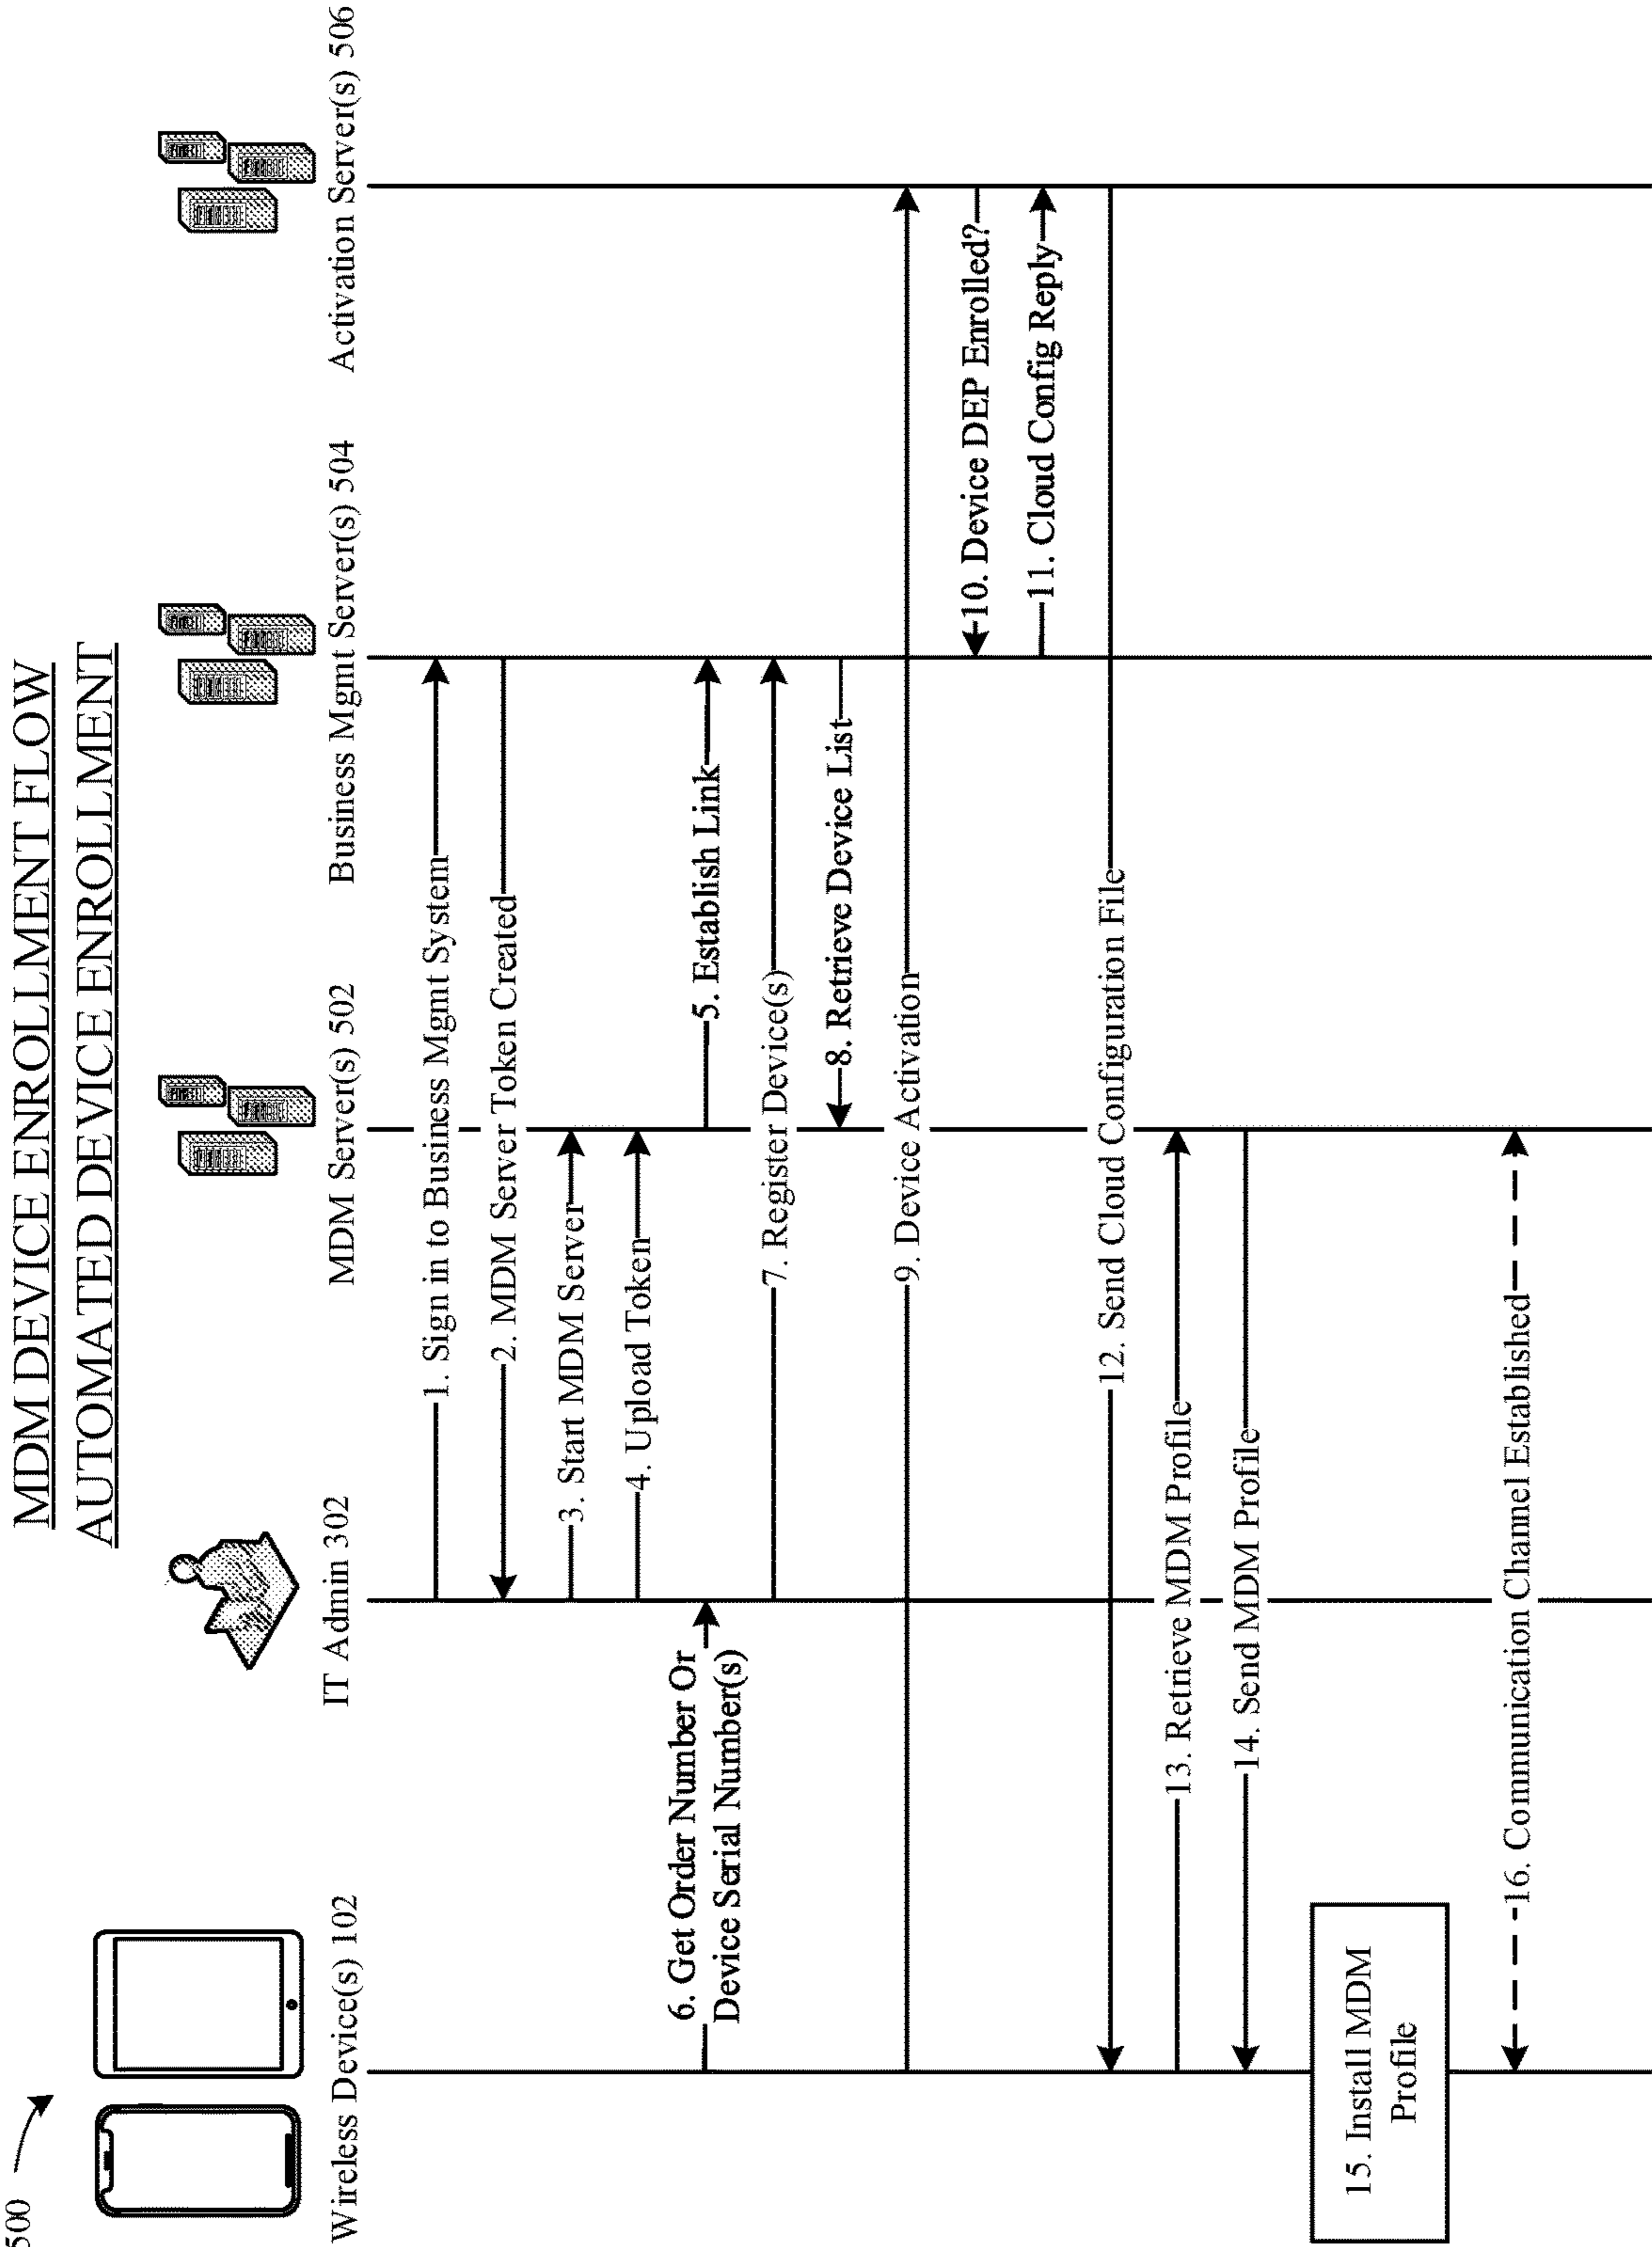 500
MDM DEVICE ENROLLMENT FLOW
AUTOMATED DEVICE ENROLLMENT
Wireless Device(s) 102
IT Admin 302
MDM Server(s) 502
Business Mgmt Server(s) 504
Activation Server(s) 506
1. Sign in to Business Mgmt System
2. MDM Server Token Created
3. Start MDM Server
4. Upload Token
5. Establish Link
6. Get Order Number Or
Device Serial Number(s)
7. Register Device(s)
8. Retrieve Device List
9. Device Activation
10. Device DEP Enrolled?
11. Cloud Config Reply
12. Send Cloud Configuration File
13. Retrieve MDM Profile
14. Send MDM Profile
15. Install MDM
Profile
16. Communication Channel Established